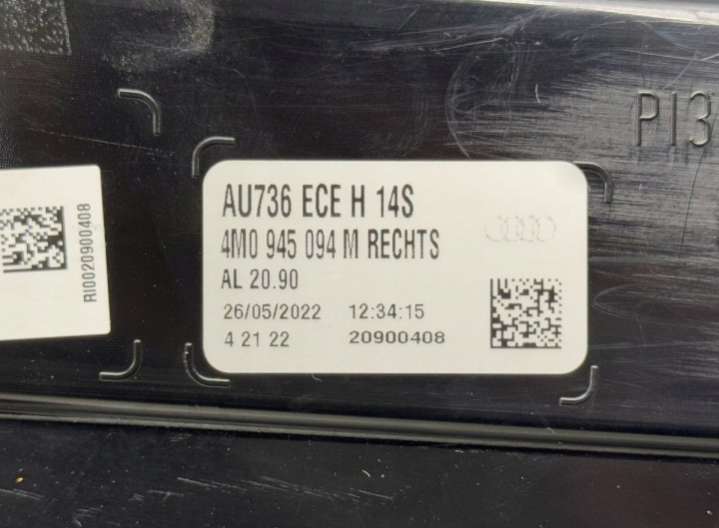 PI3
RI0020900408
AU736 ECE H 14S
4M0 945 094 M RECHTS
AL 20.90
26/05/2022 12:34:15
4 21 22 20900408